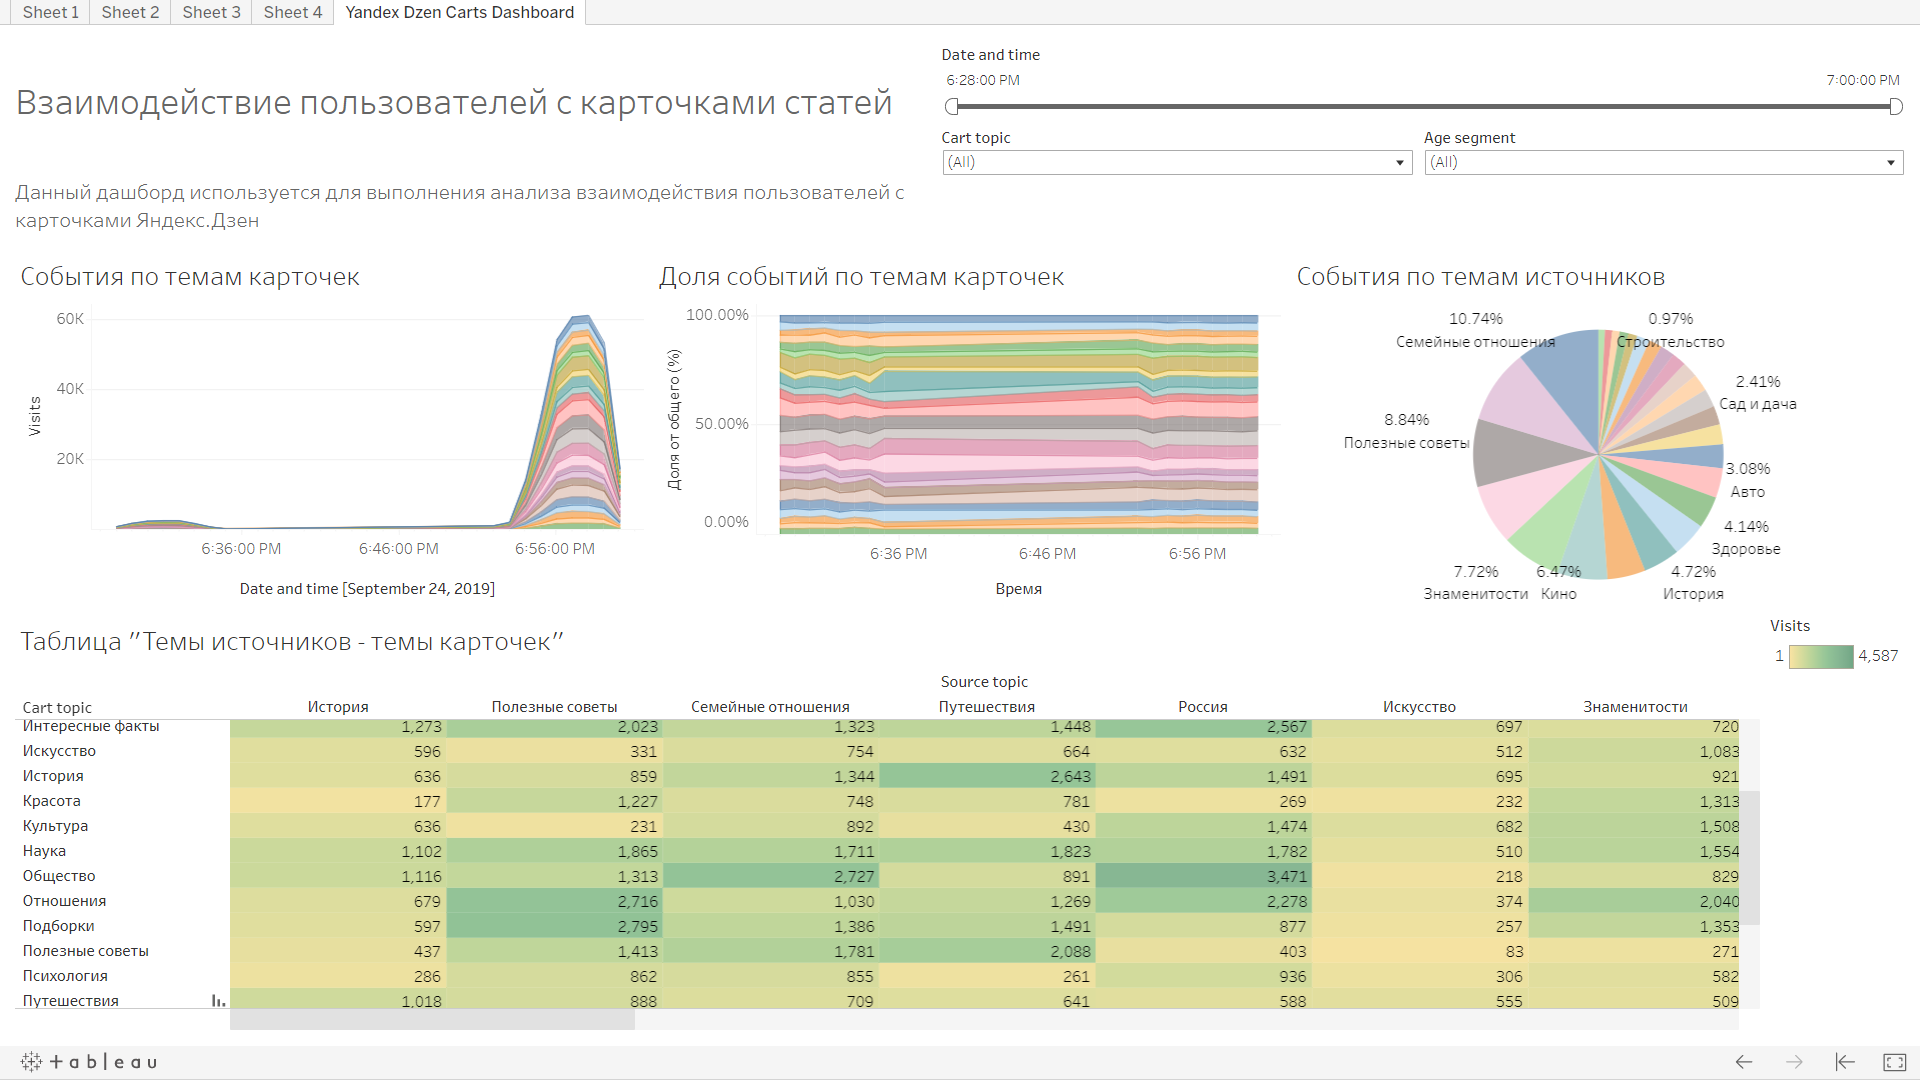 Sheet 1 Sheet 2 Sheet 3 Sheet 4 Yandex Dzen Carts Dashboard
Взаимодействие пользователей с карточками статей
Данный дашборд используется для выполнения анализа взаимодействия пользователей с
карточками Яндекс.Дзен
Date and time
6:28:00 PM 7:00:00 PM
Cart topic Age segment
(All) (All)
События по темам карточек
60K
40K
20K
Visits
6:36:00 PM 6:46:00 PM 6:56:00 PM
Date and time [September 24, 2019]
Доля событий по темам карточек
100.00%
50.00%
0.00%
Доля от общего (%)
6:36 PM 6:46 PM 6:56 PM
Время
События по темам источников
10.74%
Семейные отношения
0.97%
Строительство
2.41%
Сад и дача
8.84%
Полезные советы
3.08%
Авто
4.14%
Здоровье
7.72%
Знаменитости
6.47%
Кино
4.72%
История
Таблица "Темы источников - темы карточек"
Visits
1 4,587
Source topic
Cart topic История Полезные советы Семейные отношения Путешествия Россия Искусство Знаменитости
Интересные факты 1,273 2,023 1,323 1,448 2,567 697 720
Искусство 596 331 754 664 632 512 1,083
История 636 859 1,344 2,643 1,491 695 921
Красота 177 1,227 748 781 269 232 1,313
Культура 636 231 892 430 1,474 682 1,508
Наука 1,102 1,865 1,711 1,823 1,782 510 1,554
Общество 1,116 1,313 2,727 891 3,471 218 829
Отношения 679 2,716 1,030 1,269 2,278 374 2,040
Подборки 597 2,795 1,386 1,491 877 257 1,353
Полезные советы 437 1,413 1,781 2,088 403 83 271
Психология 286 862 855 261 936 306 582
Путешествия 1,018 888 709 641 588 555 509
+ a b | e a u